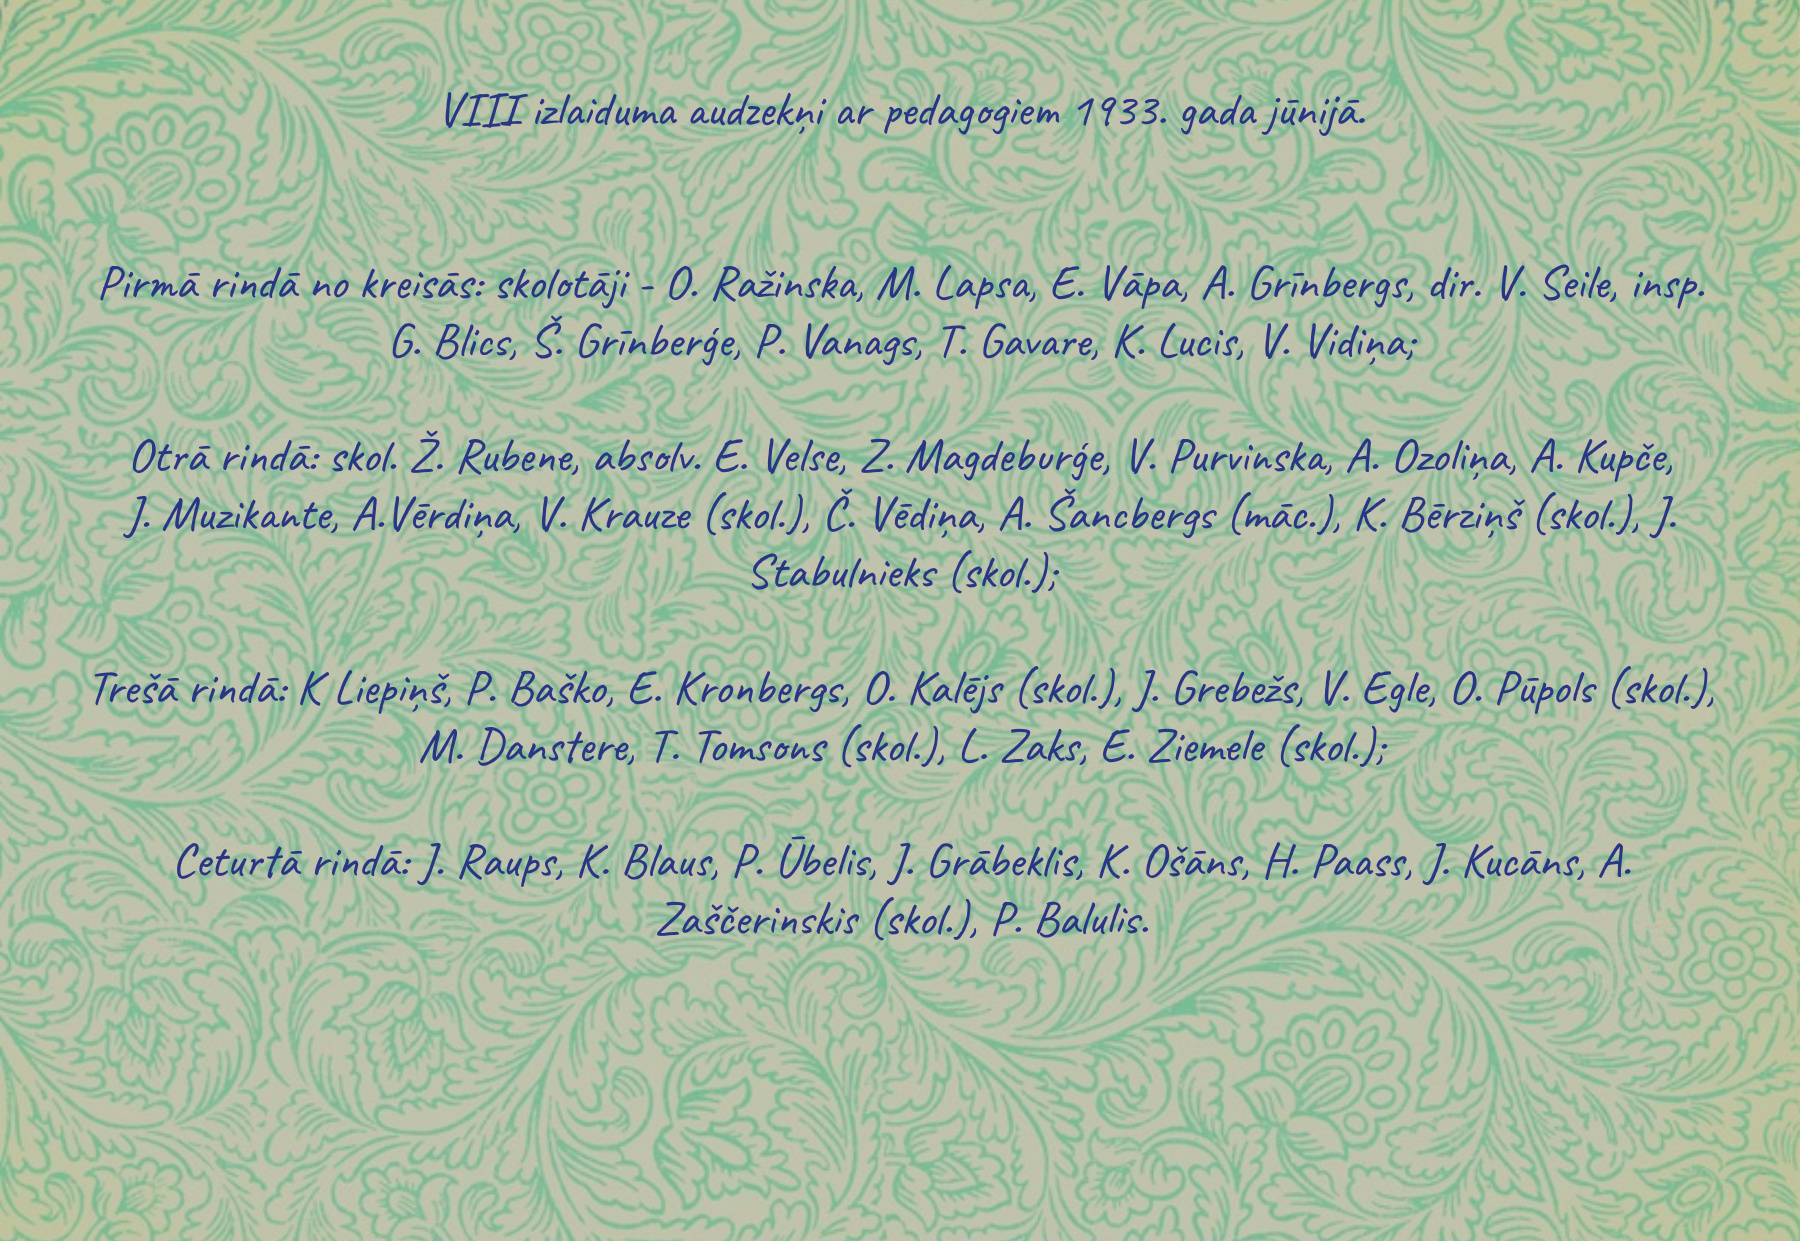 VIII izlaiduma audzekņi ar pedagogiem 1933. gada jūnijā.
Pirmā rindā no kreisās: skolotāji - O. Ražinska, M. Lapsa, E. Vāpa, A. Grīnbergs, dir. V. Seile, insp.
G. Blics, Š. Grīnberģe, P. Vanags, T. Gavare, K. Lucis, V. Vidiņa;
Otrā rindā: skol. Ž. Rubene, absolv. E. Velse, Z. Magdeburģe, V. Purvinska, A. Ozoliņa, A. Kupče,
J. Muzikante, A.Vērdiņa, V. Krauze (skol.), Č. Vēdiņa, A. Šancbergs (māc.), K. Bērziņš (skol.), J.
Stabulnieks (skol.);
Trešā rindā: K Liepiņš, P. Baško, E. Kronbergs, O. Kalējs (skol.), J. Grebežs, V. Egle, O. Pūpols (skol.),
M. Danstere, T. Tomsons (skol.), L. Zaks, E. Ziemele (skol.);
Ceturtā rindā: J. Raups, K. Blaus, P. Ūbelis, J. Grābeklis, K. Ošāns, H. Paass, J. Kucāns, A.
Zaščerinskis (skol.), P. Balulis.